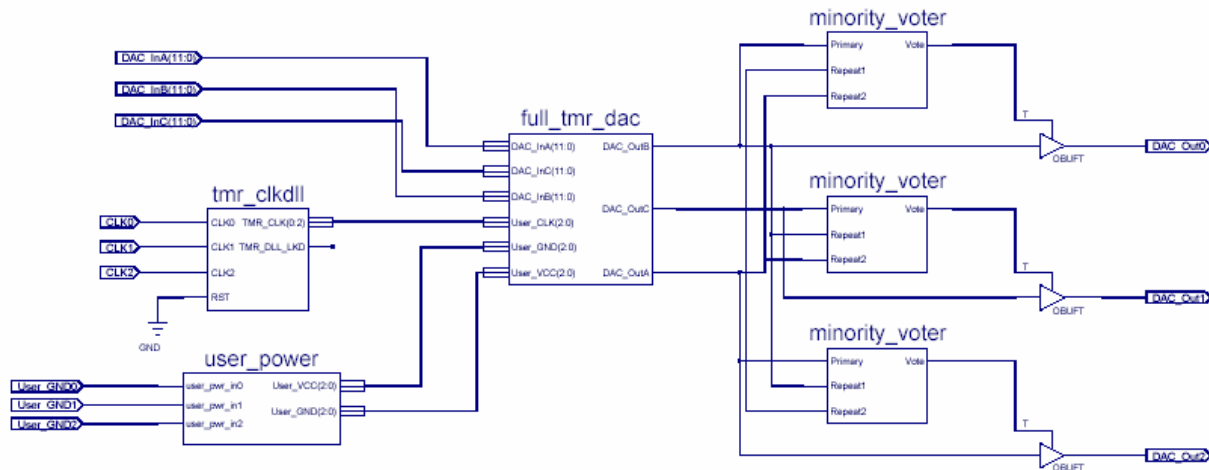 minority_voter
Primary Vote
Repeat1
Repeat2
T
OBUFT
DAC_Out0
DAC_InA(11:0)
DAC_InB(11:0)
DAC_InC(11:0)
full_tmr_dac
DAC_InA(11:0) DAC_OutB
DAC_InC(11:0)
DAC_InB(11:0) DAC_OutC
User_CLK(2:0)
User_GND(2:0)
User_VCC(2:0) DAC_OutA
tmr_clkdll
CLK0
CLK1
CLK2
CLK0 TMR_CLK(0:2)
CLK1 TMR_DLL_LKD
CLK2
RST
GND
minority_voter
Primary Vote
Repeat1
Repeat2
T
OBUFT
DAC_Out1
user_power
User_GND0
User_GND1
User_GND2
user_pwr_in0 User_VCC(2:0)
user_pwr_in1 User_GND(2:0)
user_pwr_in2
minority_voter
Primary Vote
Repeat1
Repeat2
T
OBUFT
DAC_Out2